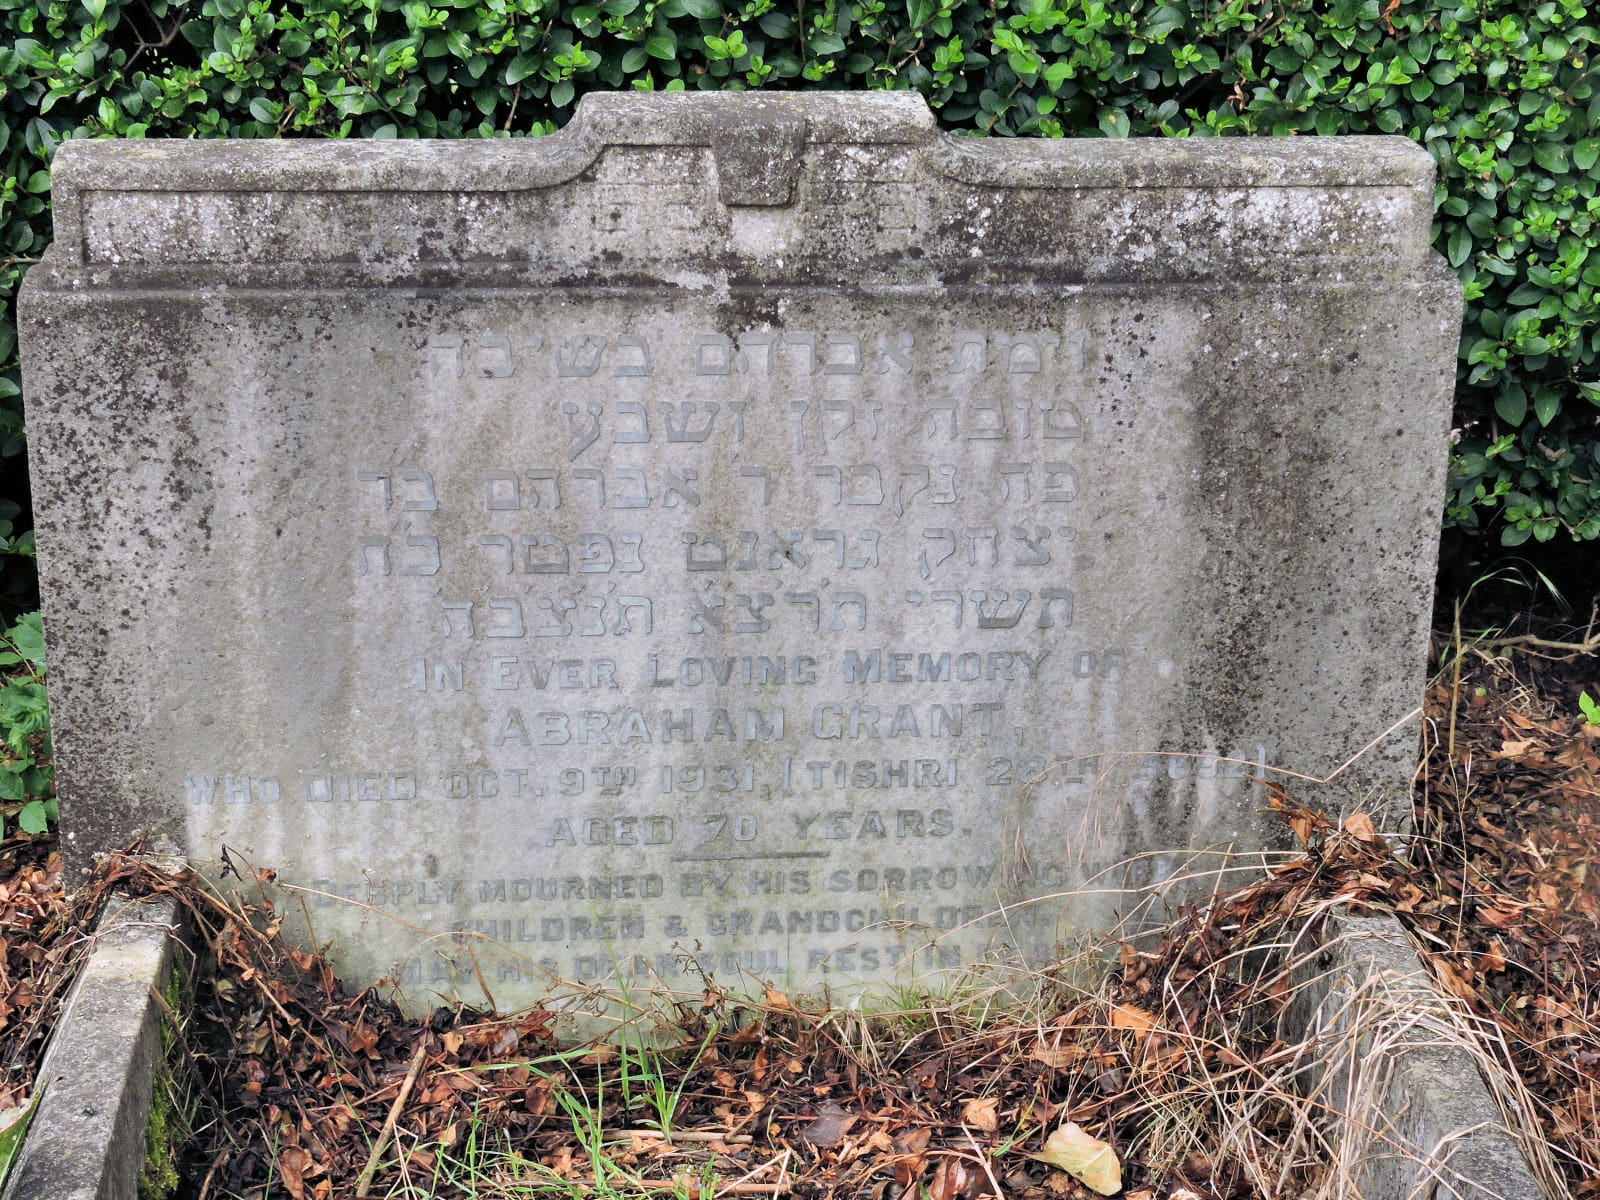 וימת אברהם בשיבה
טובה זקן ושבע
פה נקבר ר' אברהם בר
יצחק גראנט נפטר כ"ח
תשרי תרצ"א תנצב"ה
IN EVER LOVING MEMORY OF
ABRAHAM GRANT,
WHO DIED OCT. 9TH 1931, (TISHRI 28TH 5692)
AGED 70 YEARS.
DEEPLY MOURNED BY HIS SORROWING WIFE,
CHILDREN & GRANDCHILDREN.
MAY HIS DEAR SOUL REST IN